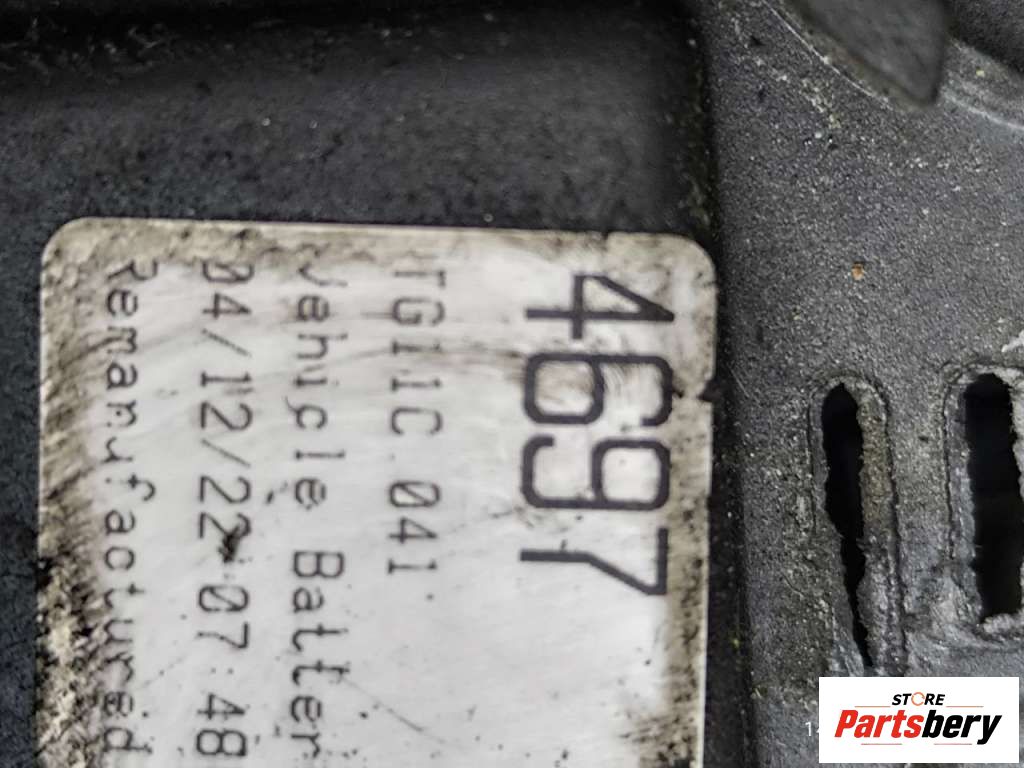 4697
TG11C.041.
Vehicle Batter
04/12/22 07:48
Remanufactured
STORE
Partsbery